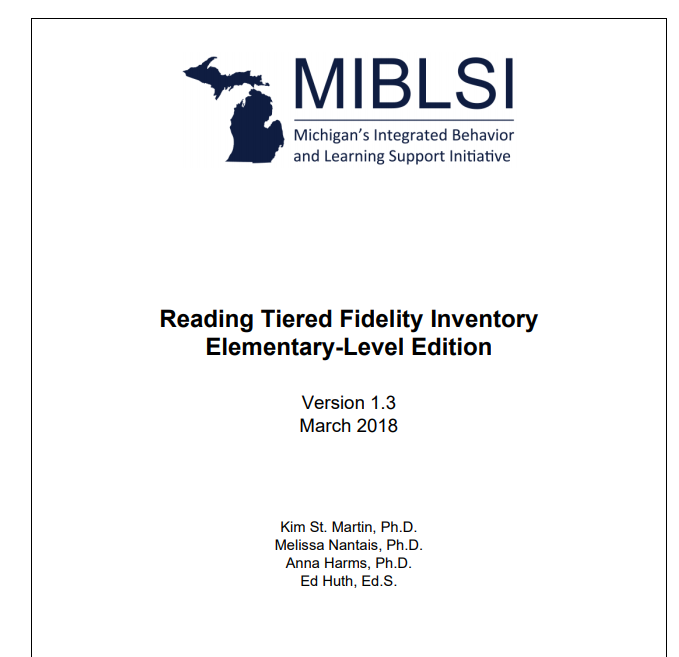 MIBLSI
Michigan's Integrated Behavior
and Learning Support Initiative
Reading Tiered Fidelity Inventory
Elementary-Level Edition
Version 1.3
March 2018
Kim St. Martin, Ph.D.
Melissa Nantais, Ph.D.
Anna Harms, Ph.D.
Ed Huth, Ed.S.